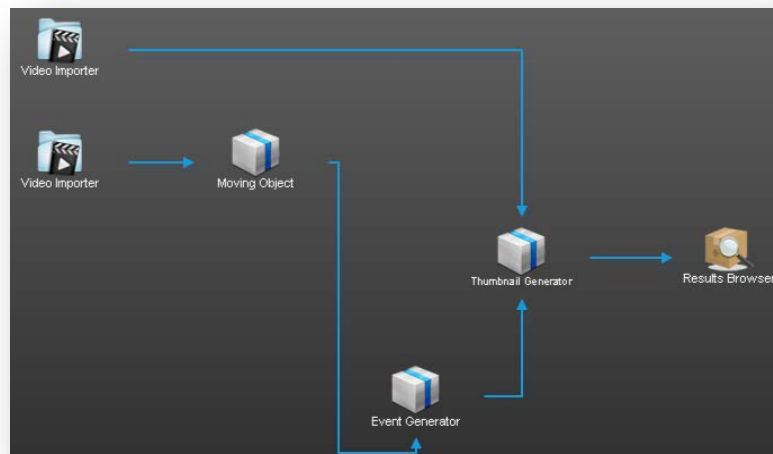 Video Importer
Video Importer
Moving Object
Thumbnail Generator
Results Browser
Event Generator